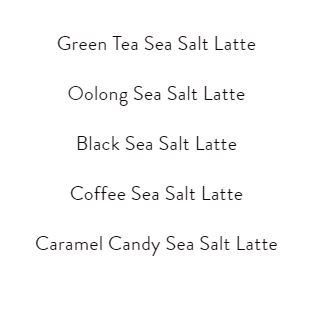 Green Tea Sea Salt Latte
Oolong Sea Salt Latte
Black Sea Salt Latte
Coffee Sea Salt Latte
Caramel Candy Sea Salt Latte